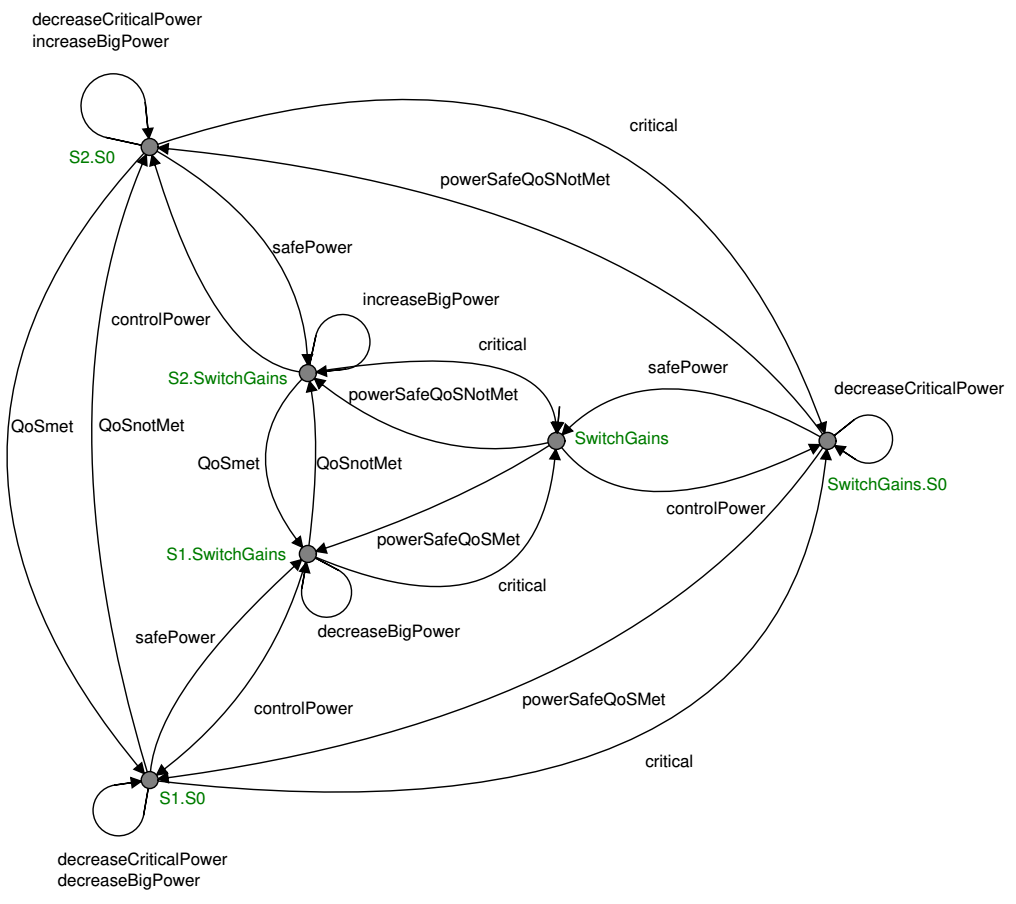 decreaseCriticalPower
increaseBigPower
critical
S2.S0
powerSafeQoSNotMet
safePower
increaseBigPower
controlPower
critical
safePower
S2.SwitchGains
decreaseCriticalPower
powerSafeQoSNotMet
QoSmet
QoSnotMet
SwitchGains
QoSmet
QoSnotMet
SwitchGains.S0
controlPower
powerSafeQoSMet
S1.SwitchGains
critical
decreaseBigPower
safePower
powerSafeQoSMet
controlPower
critical
S1.S0
decreaseCriticalPower
decreaseBigPower